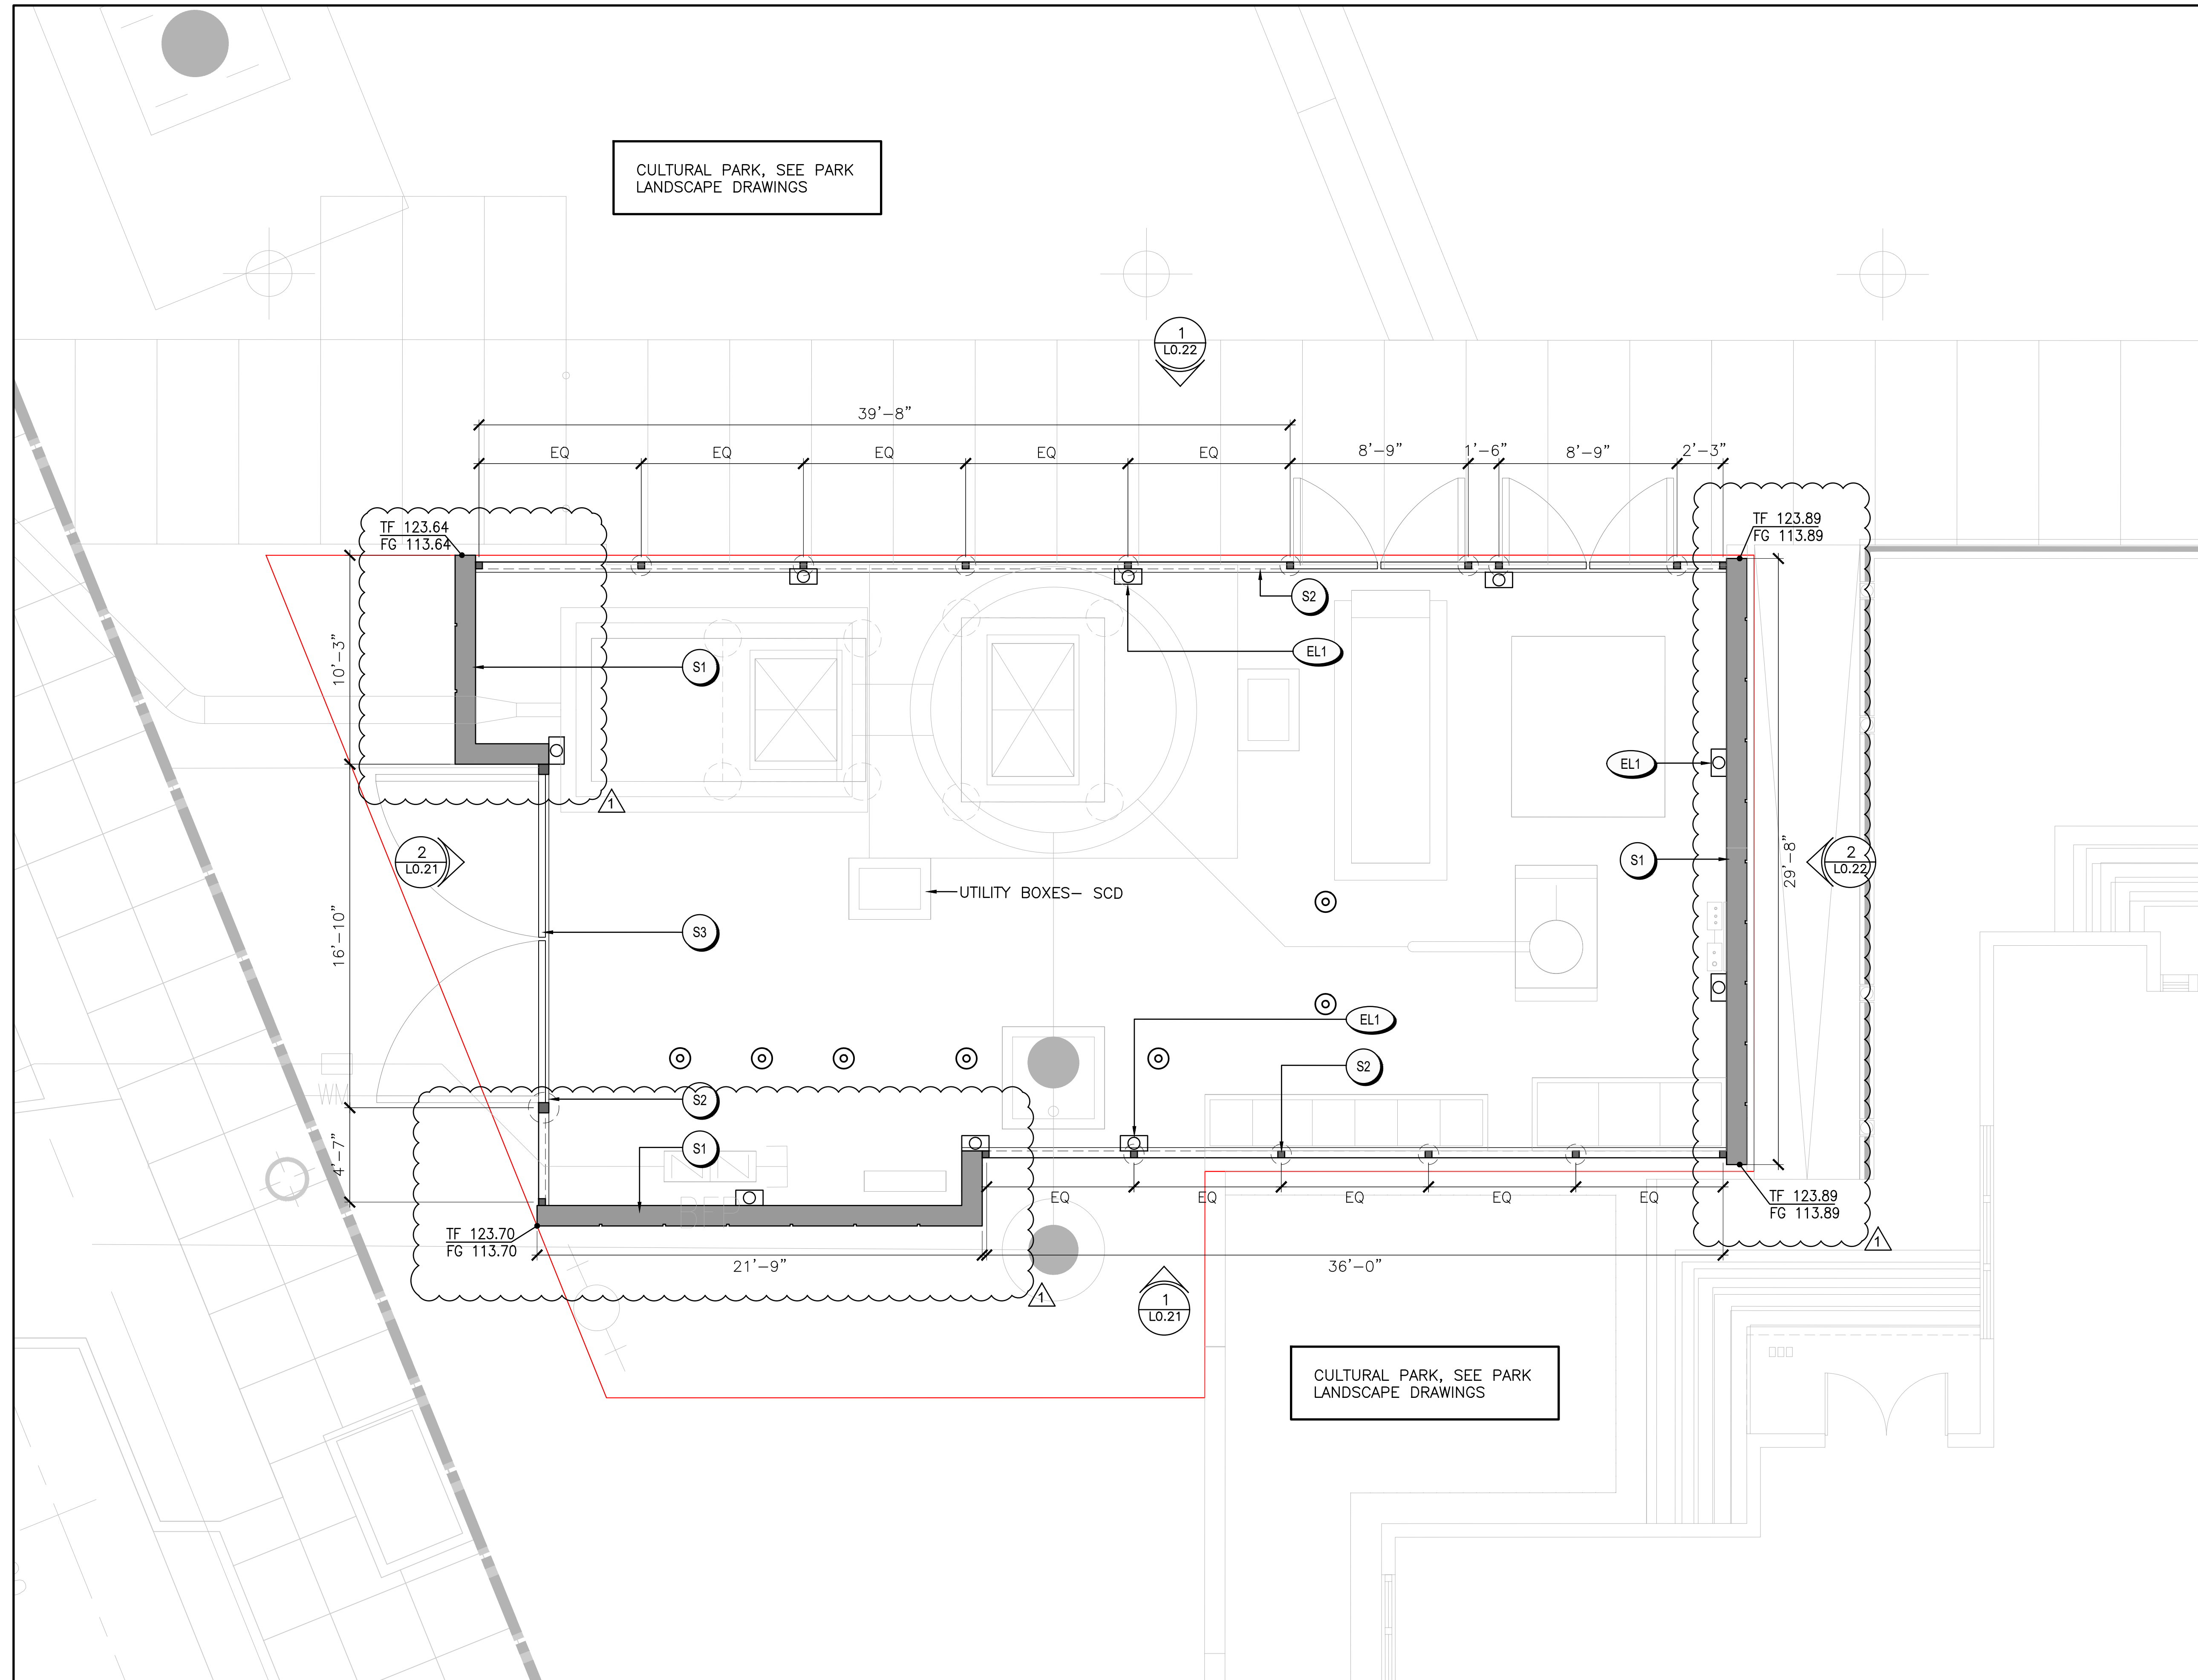 CULTURAL PARK, SEE PARK
LANDSCAPE DRAWINGS
1
L0.22
39'-8"
EQ
EQ
EQ
EQ
EQ
8'-9"
1'-6"
8'-9"
2'-3"
TF 123.64
FG 113.64
TF 123.89
FG 113.89
S2
EL1
S1
10'-3"
EL1
1
2
L0.21
S1
2
L0.22
29'-8"
UTILITY BOXES- SCD
S3
16'-10"
EL1
S2
S2
WM
S1
4'-7"
BFP
EQ
EQ
EQ
EQ
EQ
TF 123.89
FG 113.89
TF 123.70
FG 113.70
1
21'-9"
36'-0"
1
1
L0.21
CULTURAL PARK, SEE PARK
LANDSCAPE DRAWINGS